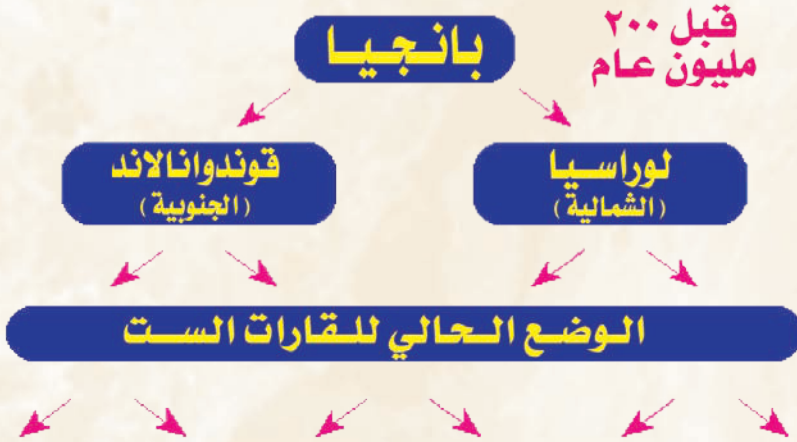 قبل ٢٠٠
مليون عام
بانجيا
لوراسيا
(الشمالية)
قوندوانالاند
(الجنوبية)
الوضع الحالي للقارات الست